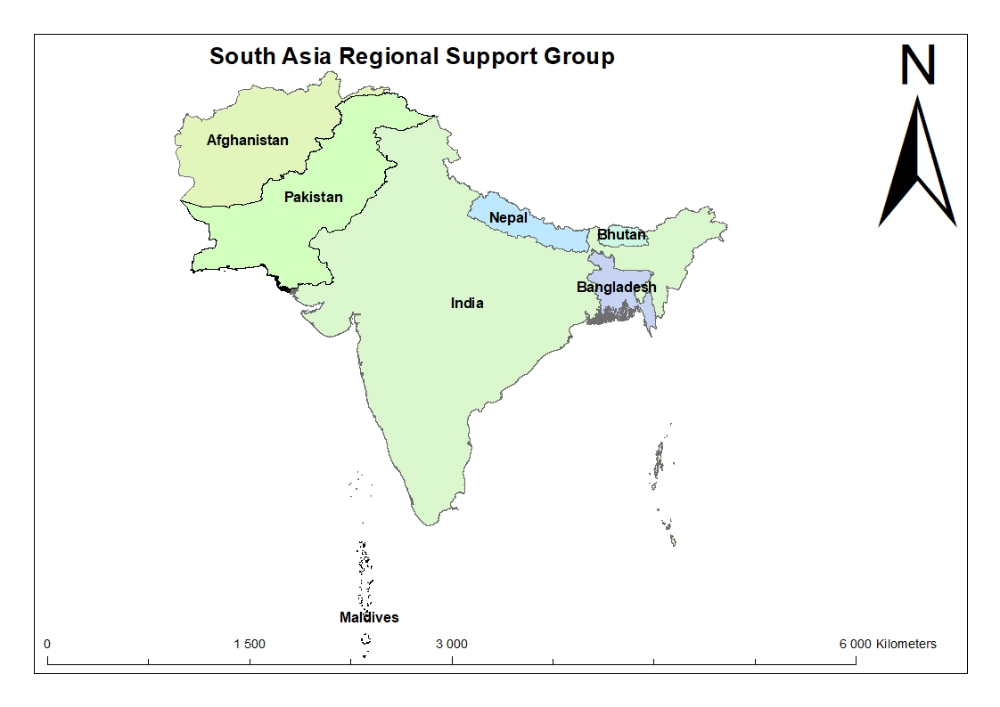 South Asia Regional Support Group
N
Afghanistan
Pakistan
Nepal
Bhutan
Bangladesh
India
Maldives
0 1 500 3 000 6 000 Kilometers